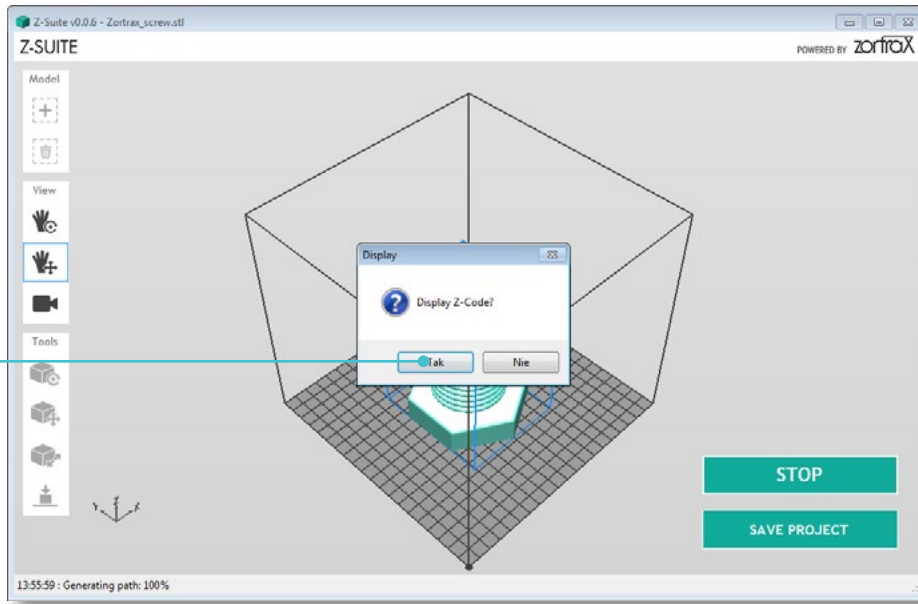 Z-Suite v0.0.6 - Zortrax_screw.stl
Z-SUITE
POWERED BY zortrax
Model
View
Tools
Display
Display Z-Code?
Tak
Nie
STOP
SAVE PROJECT
13:55:59 : Generating path: 100%